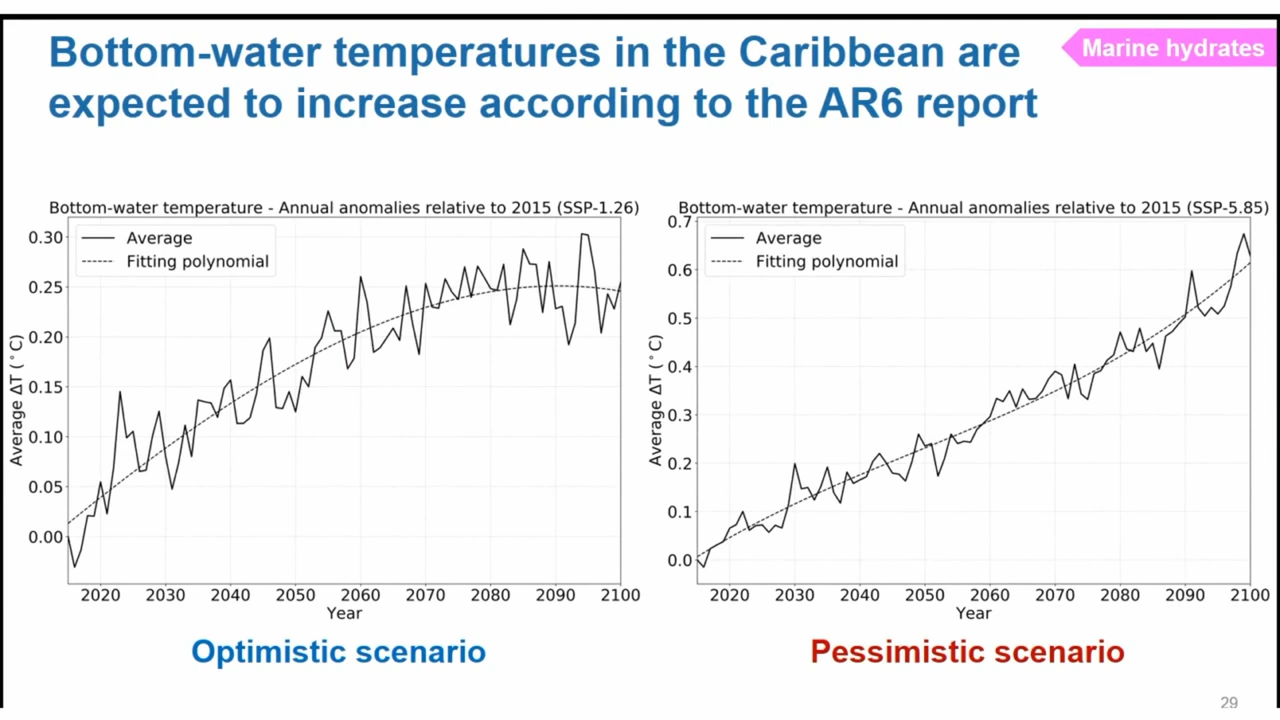 Bottom-water temperatures in the Caribbean are
expected to increase according to the AR6 report
Marine hydrates
Bottom-water temperature - Annual anomalies relative to 2015 (SSP-1.26)
Average
Fitting polynomial
0.30
0.25
0.20
0.15
0.10
0.05
0.00
Average ΔT (°C)
2020 2030 2040 2050 2060 2070 2080 2090 2100
Year
Optimistic scenario
Bottom-water temperature - Annual anomalies relative to 2015 (SSP-5.85)
Average
Fitting polynomial
0.7
0.6
0.5
0.4
0.3
0.2
0.1
0.0
Average ΔT (°C)
2020 2030 2040 2050 2060 2070 2080 2090 2100
Year
Pessimistic scenario
29